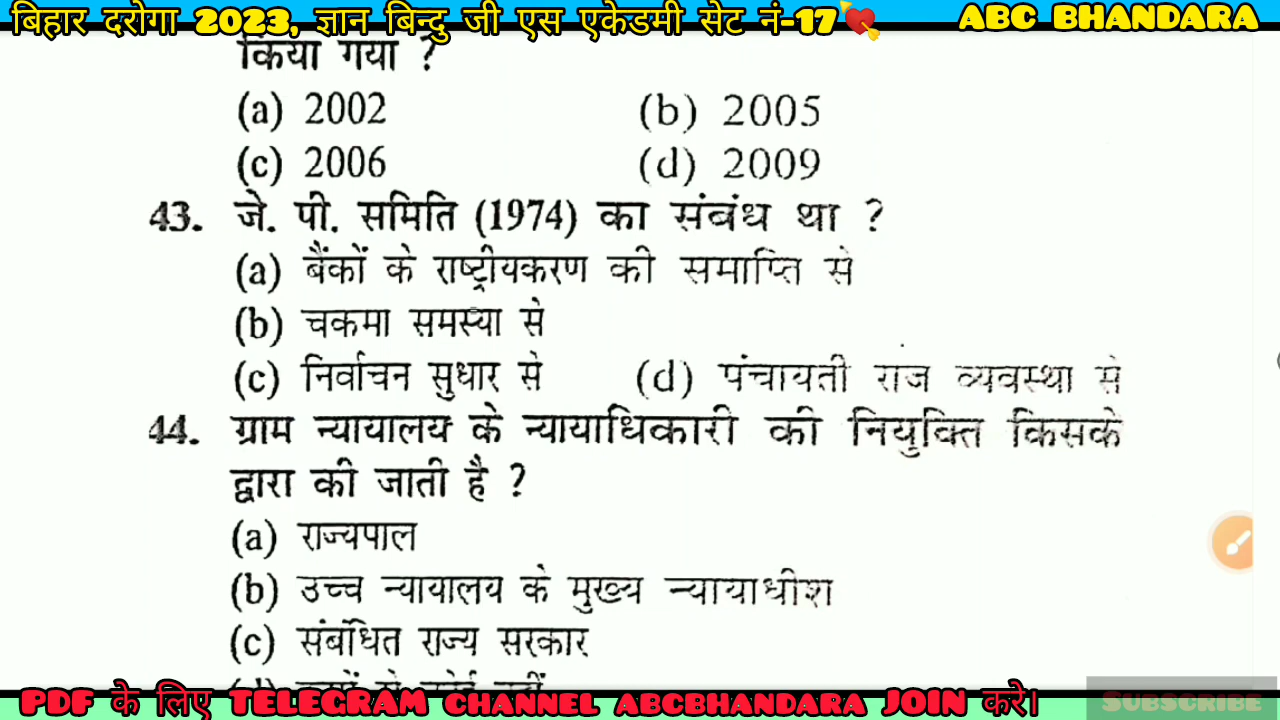 बिहार दरोगा 2023, ज्ञान बिन्दु जी एस एकेडमी सेट नं-17💘 ABC BHANDARA
किया गया ?
(a) 2002 (b) 2005
(c) 2006 (d) 2009
43. जे. पी. समिति (1974) का संबंध था ?
(a) बैंकों के राष्ट्रीयकरण की समाप्ति से
(b) चकमा समस्या से
(c) निर्वाचन सुधार से (d) पंचायती राज व्यवस्था से
44. ग्राम न्यायालय के न्यायाधिकारी की नियुक्ति किसके
द्वारा की जाती है ?
(a) राज्यपाल
(b) उच्च न्यायालय के मुख्य न्यायाधीश
(c) संबंधित राज्य सरकार
PDF के लिए TELEGRAM CHANNEL ABCBHANDARA JOIN करे। SUBSCRIBE